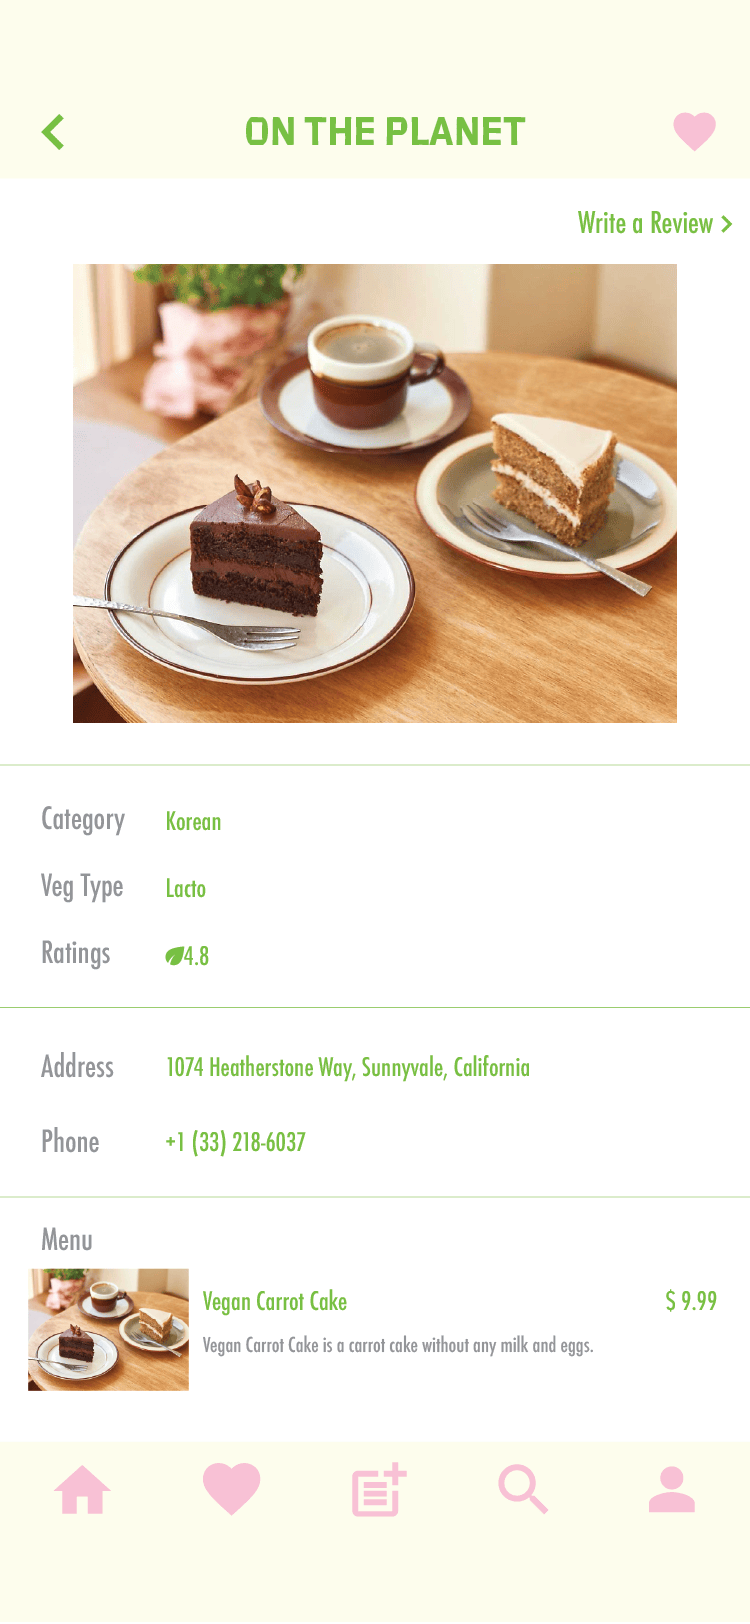 ON THE PLANET
Write a Review
Category Korean
Veg Type Lacto
Ratings 4.8
Address 1074 Heatherstone Way, Sunnyvale, California
Phone +1 (33) 218-6037
Menu
Vegan Carrot Cake $ 9.99
Vegan Carrot Cake is a carrot cake without any milk and eggs.